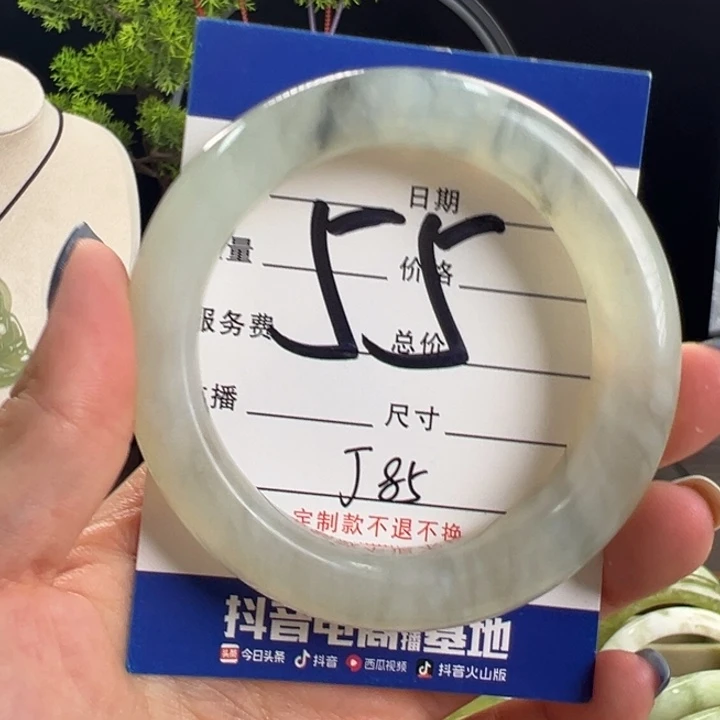 日期
55
量 价格
服务费 总价
播 尺寸
J85
定制款不退不换
抖音电商直播基地
头条 今日头条 抖音 西瓜视频 抖音火山版